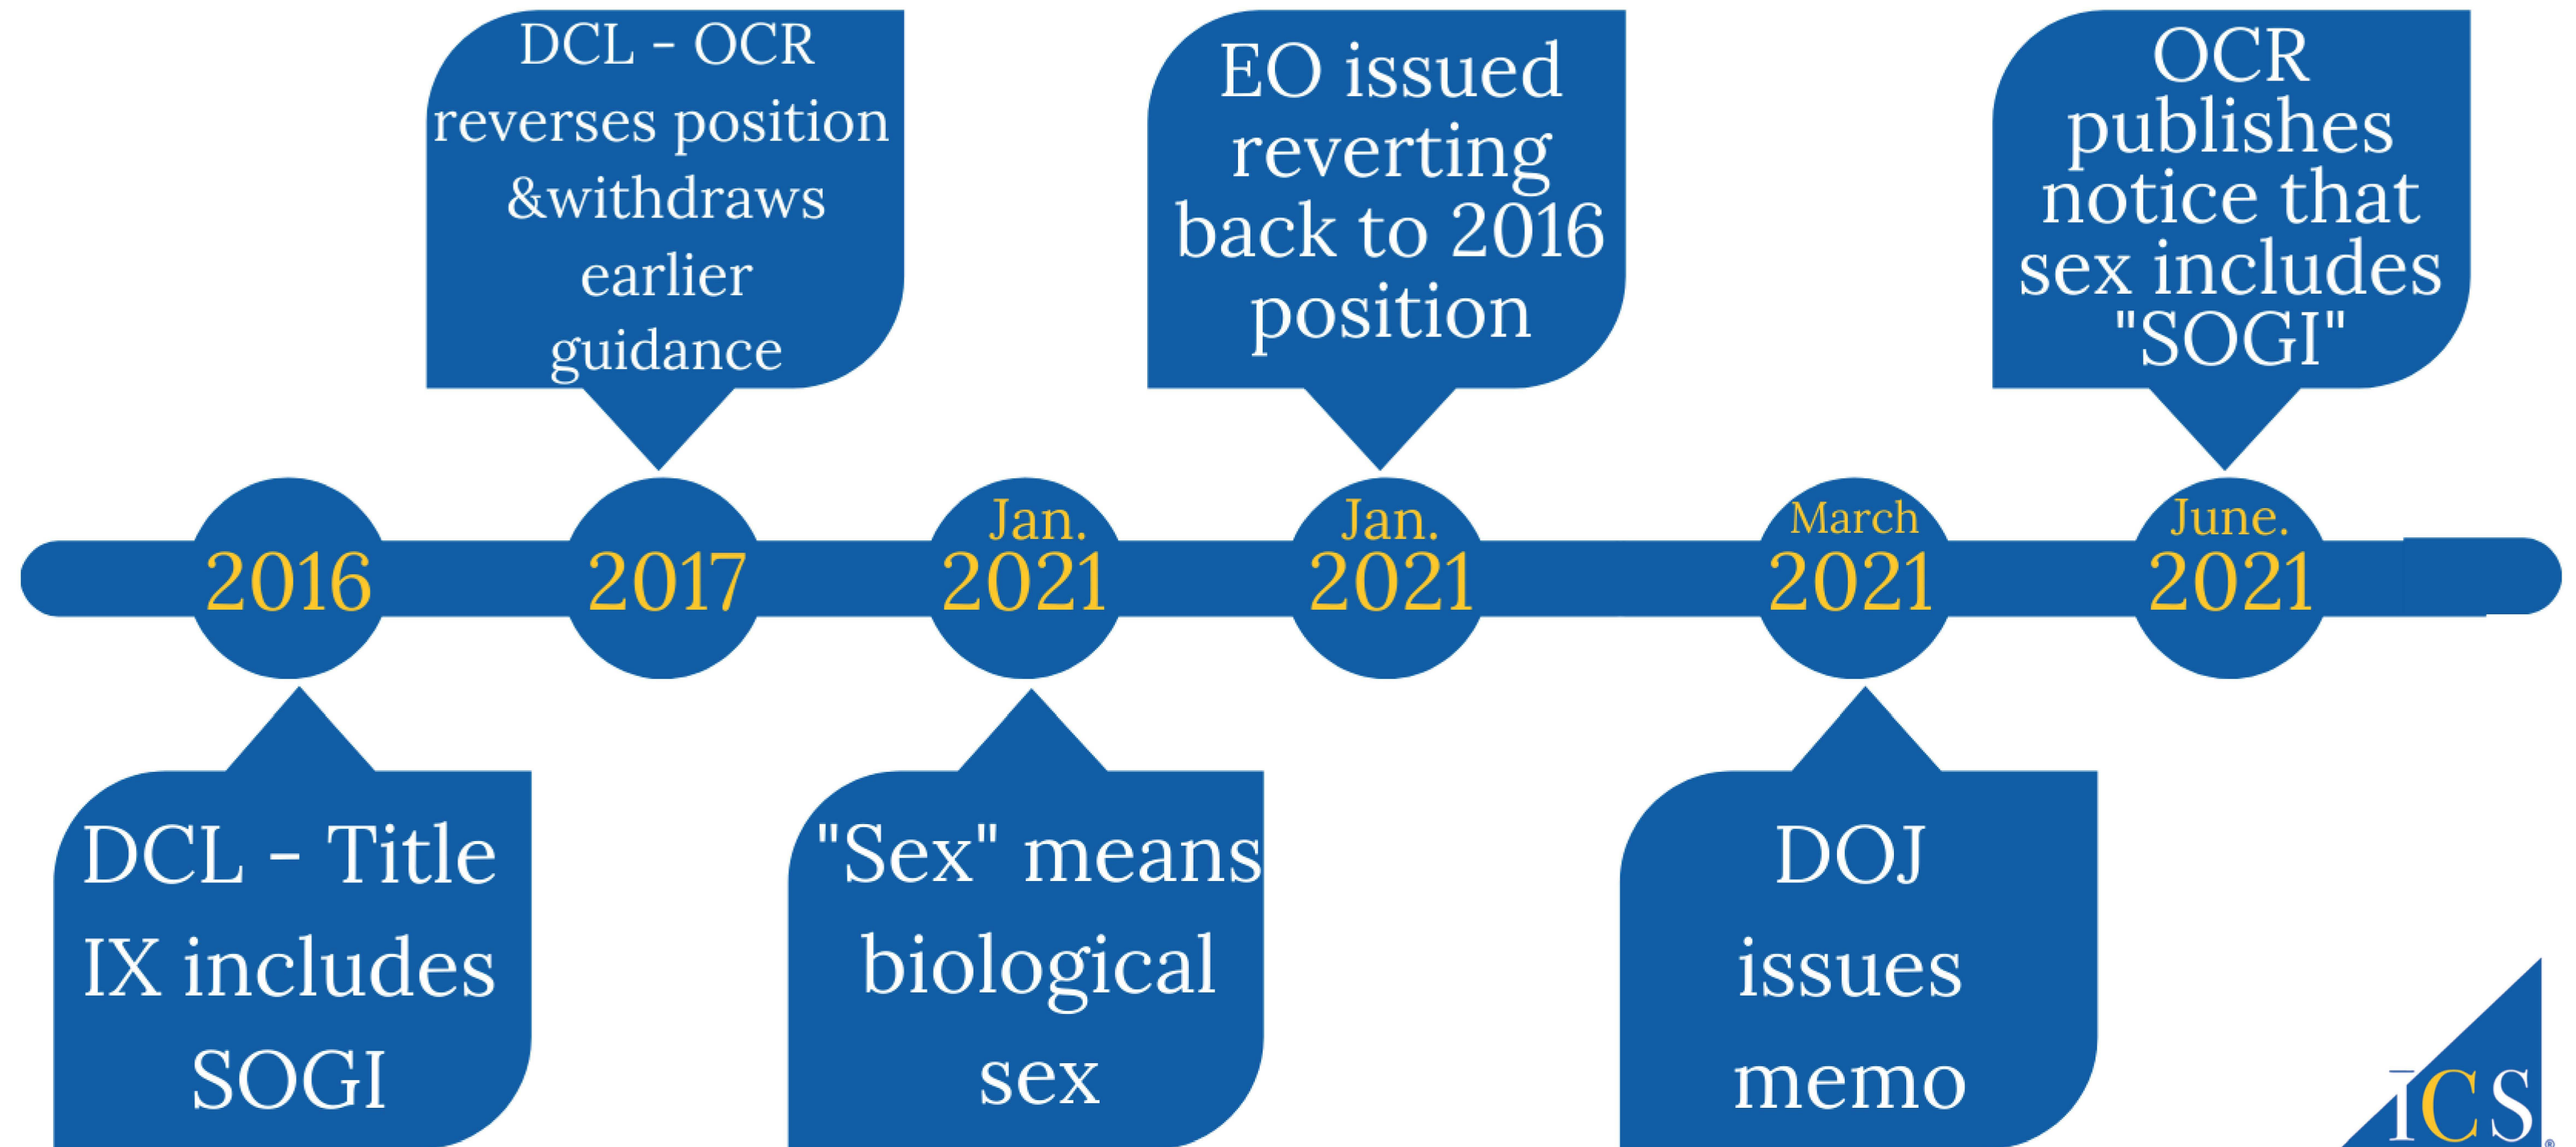 DCL - OCR
reverses position
&withdraws
earlier
guidance
EO issued
reverting
back to 2016
position
OCR
publishes
notice that
sex includes
"SOGI"
2016
2017
Jan.
2021
Jan.
2021
March
2021
June.
2021
DCL - Title
IX includes
SOGI
"Sex" means
biological
sex
DOJ
issues
memo
ICS®